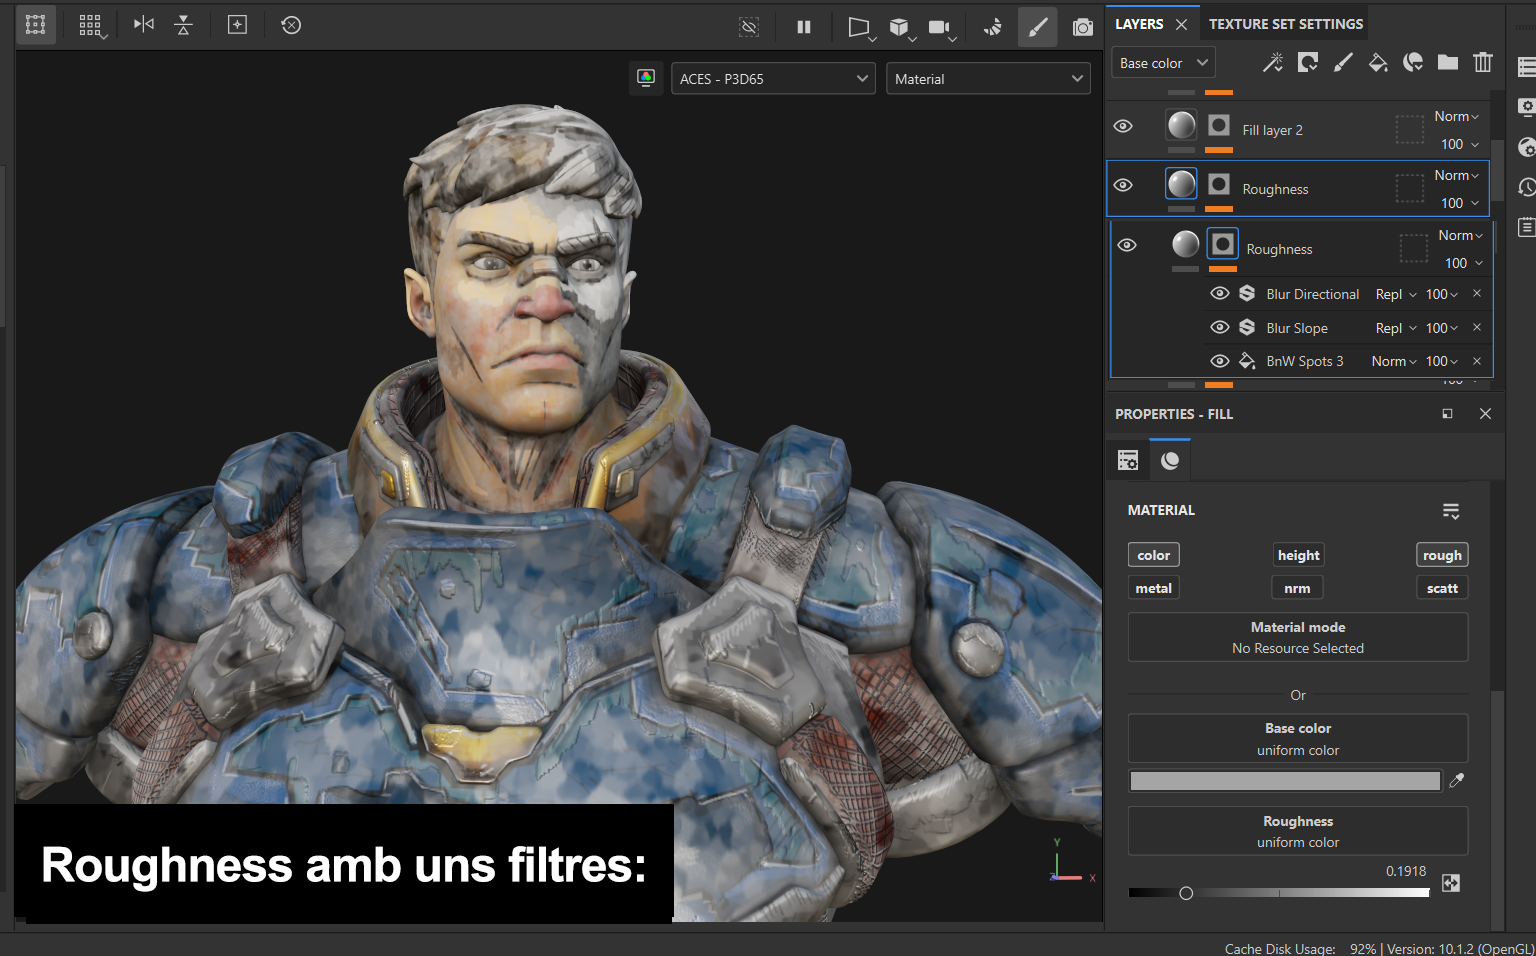 LAYERS
TEXTURE SET SETTINGS
Base color
ACES - P3D65
Material
Fill layer 2
Norm
100
Roughness
Norm
100
Roughness
Norm
100
Blur Directional Repl 100
Blur Slope Repl 100
BnW Spots 3 Norm 100
PROPERTIES - FILL
MATERIAL
color height rough
metal nrm scatt
Material mode
No Resource Selected
Or
Base color
uniform color
Roughness
uniform color
0.1918
Roughness amb uns filtres:
Y
X
Cache Disk Usage: 92% | Version: 10.1.2 (OpenGL)